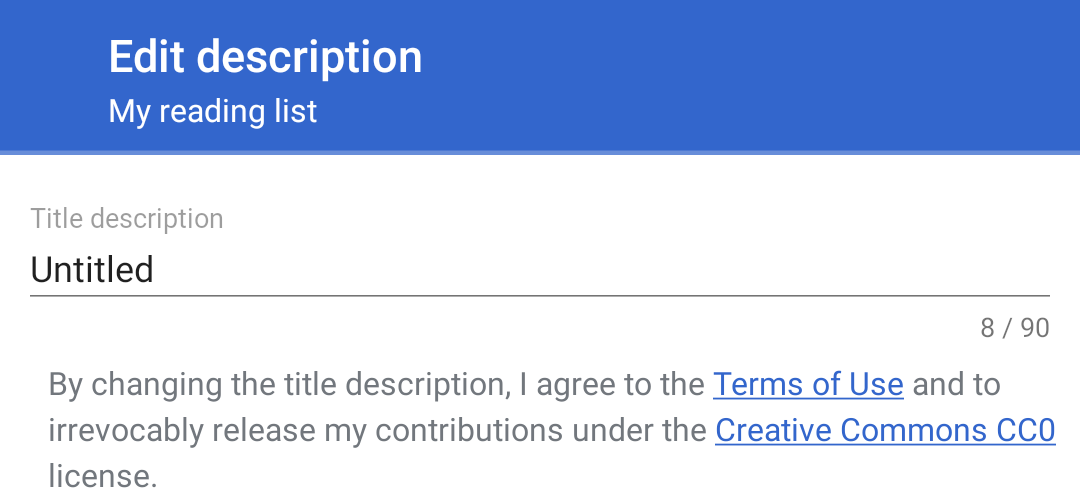 Edit description
My reading list
Title description
Untitled
8 / 90
By changing the title description, I agree to the Terms of Use and to
irrevocably release my contributions under the Creative Commons CC0
license.